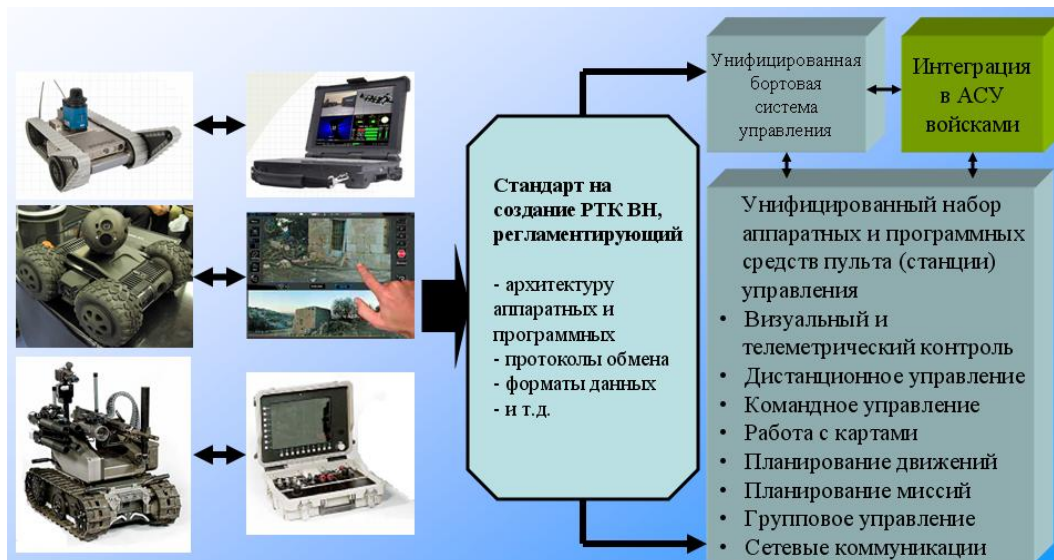 Стандарт на
создание РТК ВН,
регламентирующий
- архитектуру
аппаратных и
программных
- протоколы обмена
- форматы данных
- и т.д.
Унифицированная
бортовая
система
управления
Интеграция
в АСУ
войсками
Унифицированный набор
аппаратных и программных
средств пульта (станции)
управления
• Визуальный и
телеметрический контроль
• Дистанционное управление
• Командное управление
• Работа с картами
• Планирование движений
• Планирование миссий
• Групповое управление
• Сетевые коммуникации